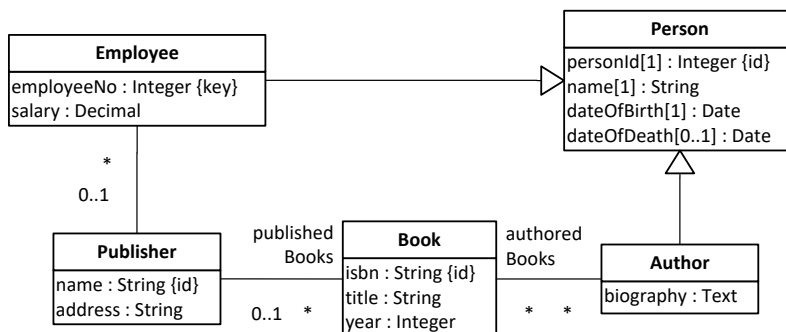 Employee
employeeNo : Integer {key}
salary : Decimal
Person
personId[1] : Integer {id}
name[1] : String
dateOfBirth[1] : Date
dateOfDeath[0..1] : Date
*
0..1
Publisher
name : String {id}
address : String
published
Books
0..1 *
Book
isbn : String {id}
title : String
year : Integer
authored
Books
* *
Author
biography : Text